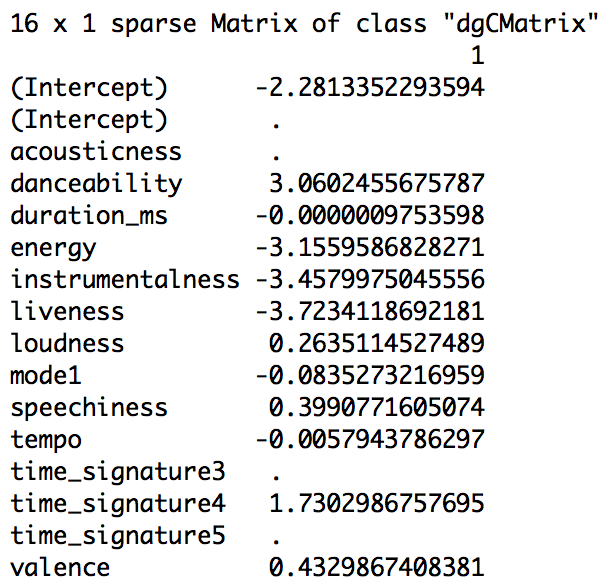 16 x 1 sparse Matrix of class "dgCMatrix"
1
(Intercept) -2.2813352293594
(Intercept) .
acousticness .
danceability 3.0602455675787
duration_ms -0.0000009753598
energy -3.1559586828271
instrumentalness -3.4579975045556
liveness -3.7234118692181
loudness 0.2635114527489
mode1 -0.0835273216959
speechiness 0.3990771605074
tempo -0.0057943786297
time_signature3 .
time_signature4 1.7302986757695
time_signature5 .
valence 0.4329867408381